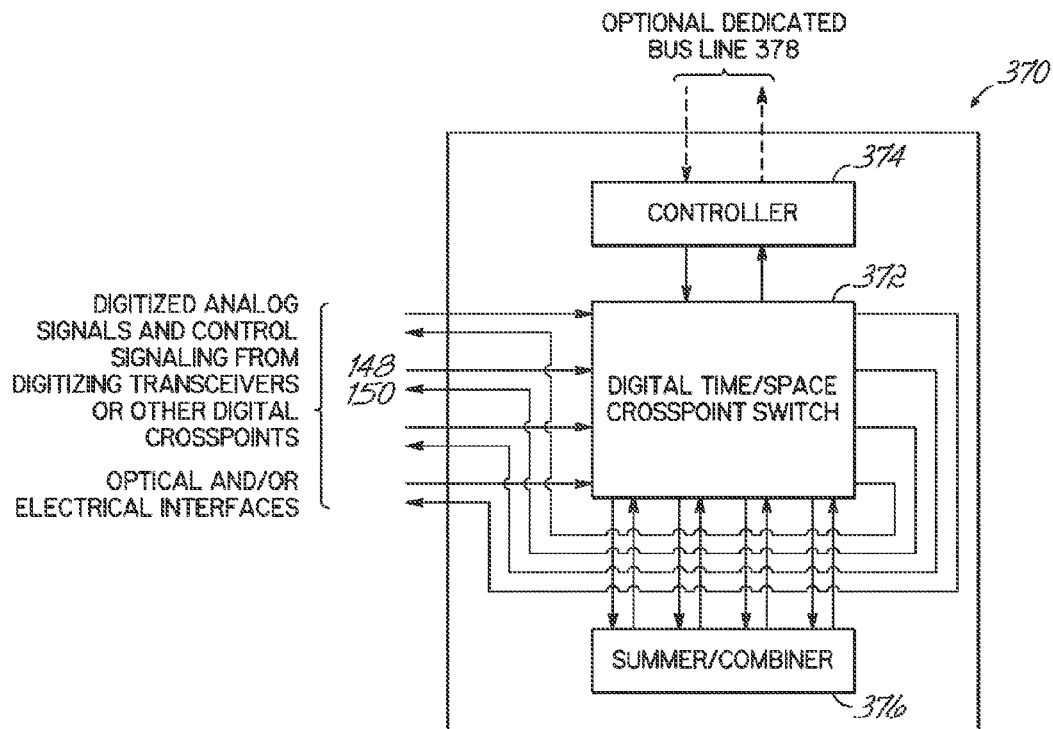 OPTIONAL DEDICATED
BUS LINE 378
370
374
CONTROLLER
372
DIGITIZED ANALOG
SIGNALS AND CONTROL
SIGNALING FROM
DIGITIZING TRANSCEIVERS
OR OTHER DIGITAL
CROSSPOINTS
OPTICAL AND/OR
ELECTRICAL INTERFACES
148
150
DIGITAL TIME/SPACE
CROSSPOINT SWITCH
SUMMER/COMBINER
376